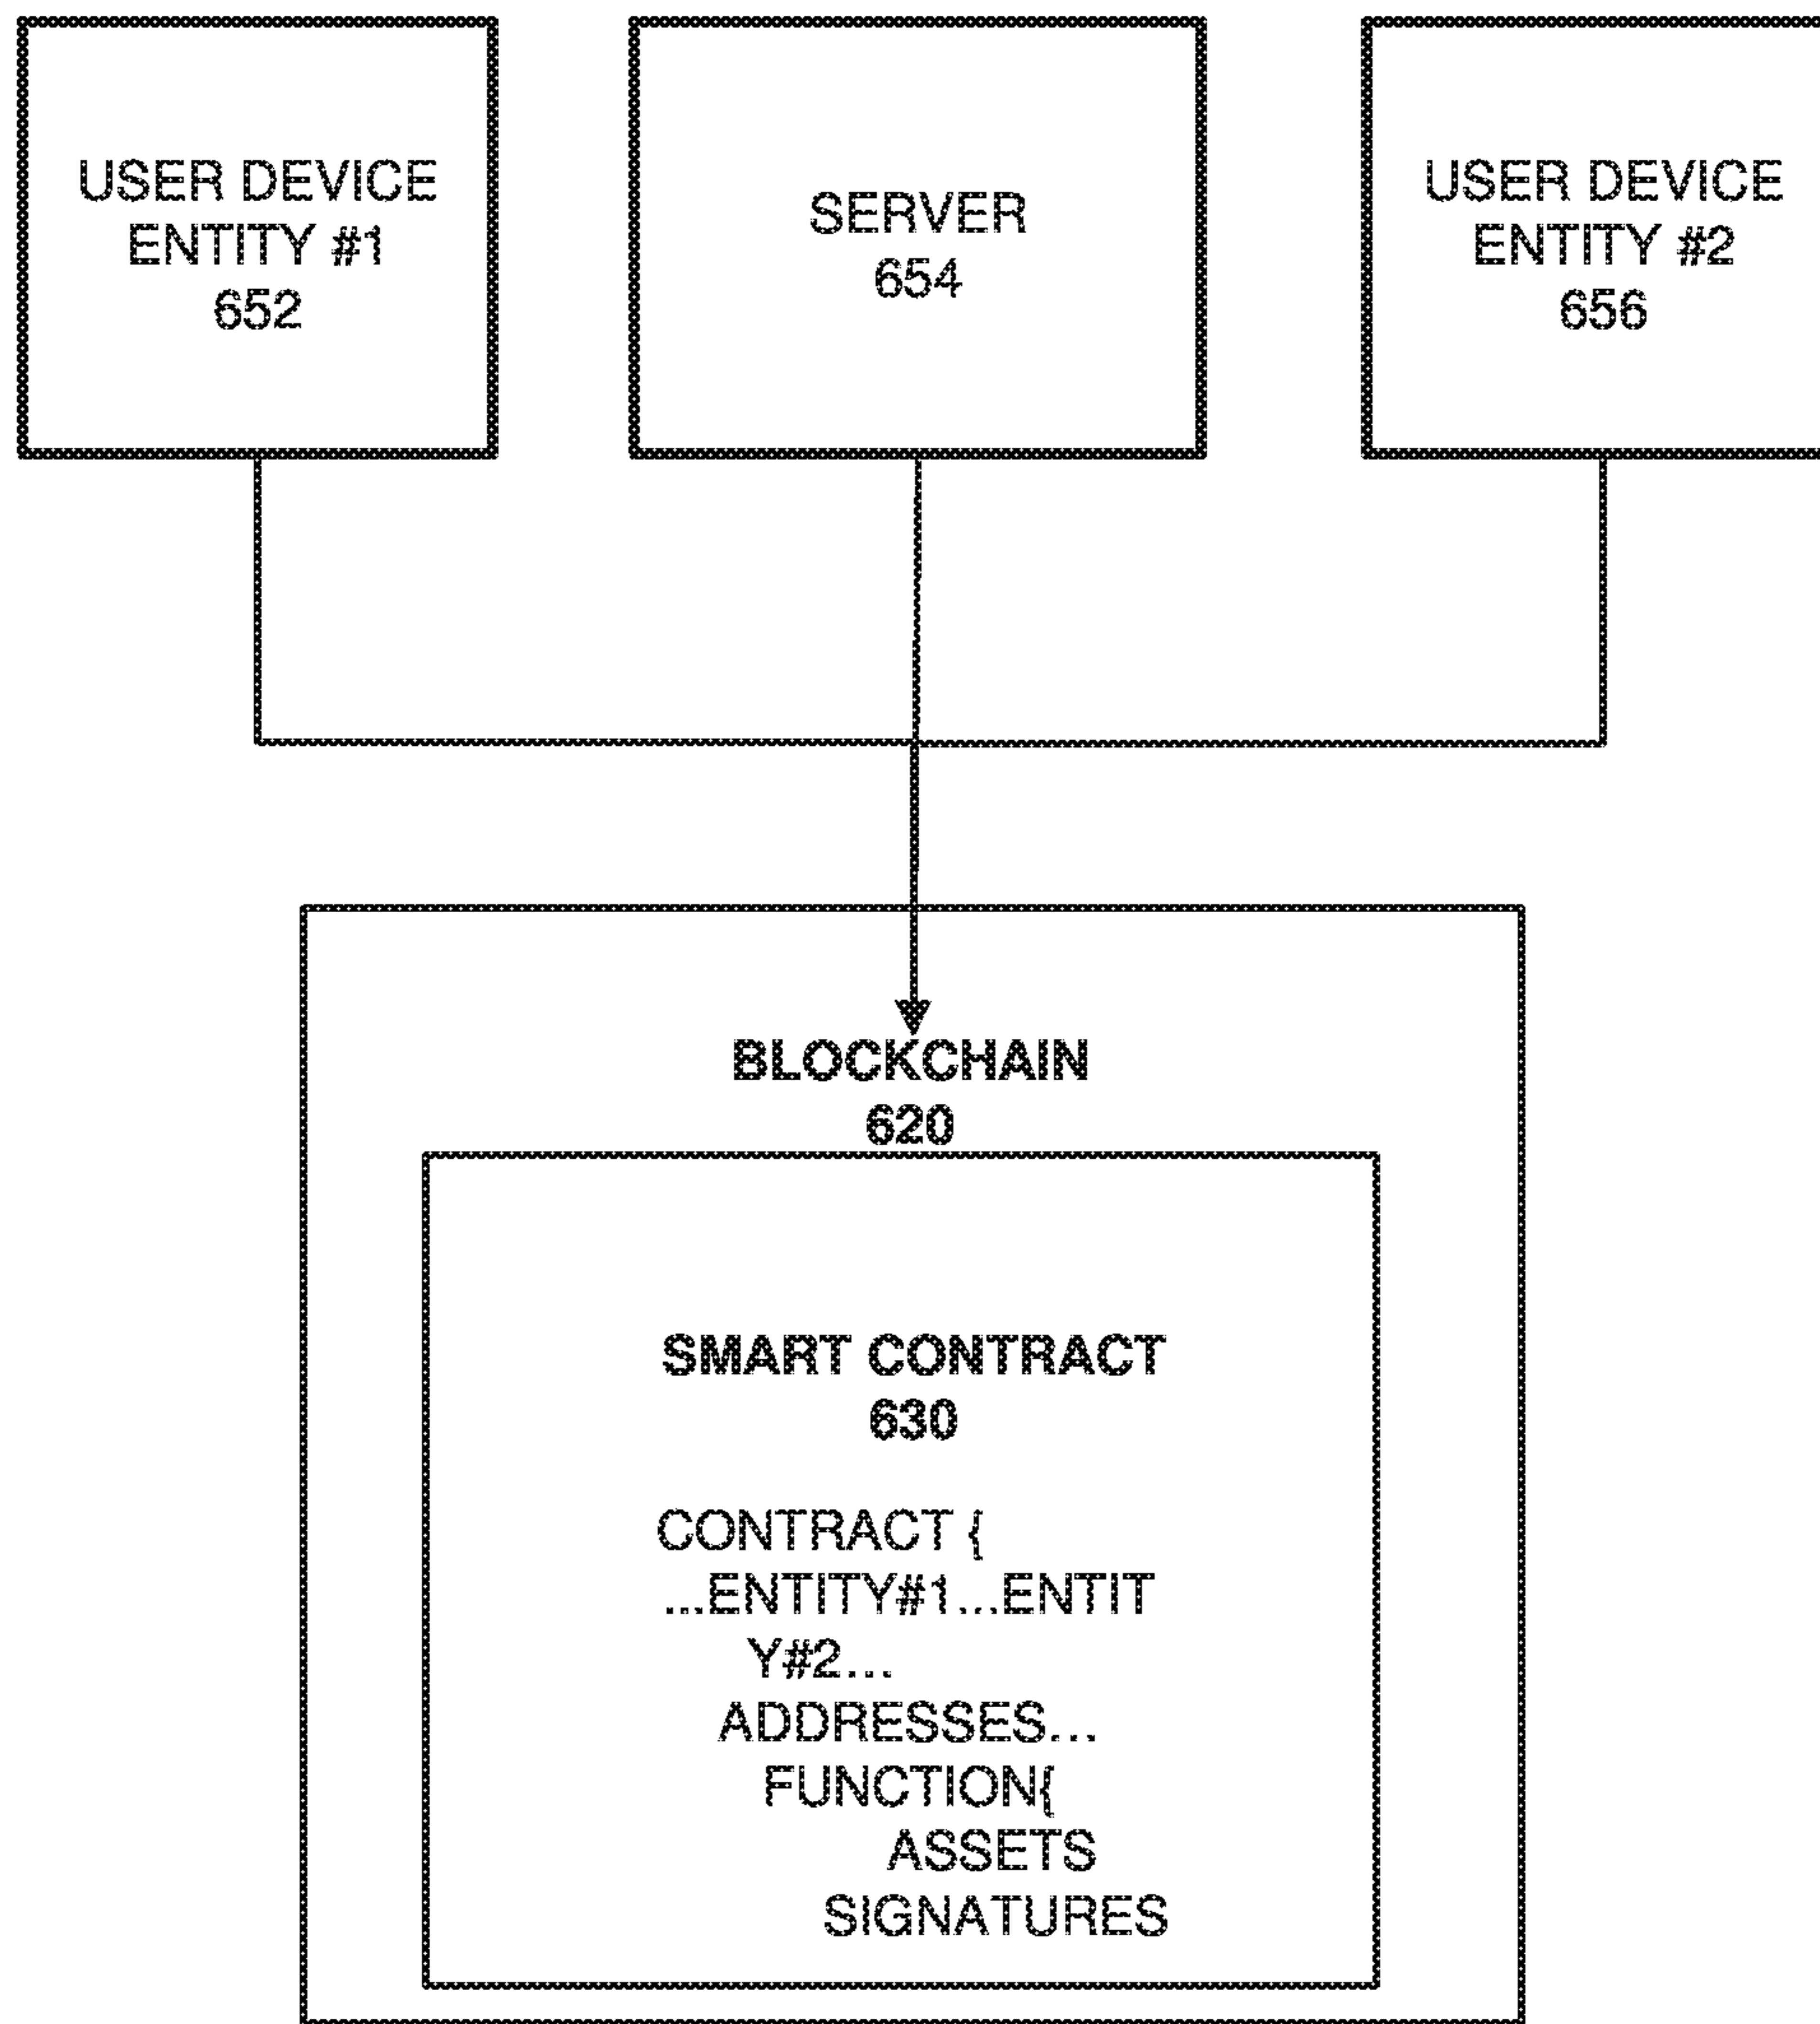 USER DEVICE
ENTITY #1
652
SERVER
654
USER DEVICE
ENTITY #2
656
BLOCKCHAIN
620
SMART CONTRACT
630
CONTRACT {
...ENTITY#1...ENTIT
Y#2...
ADDRESSES...
FUNCTION{
ASSETS
SIGNATURES